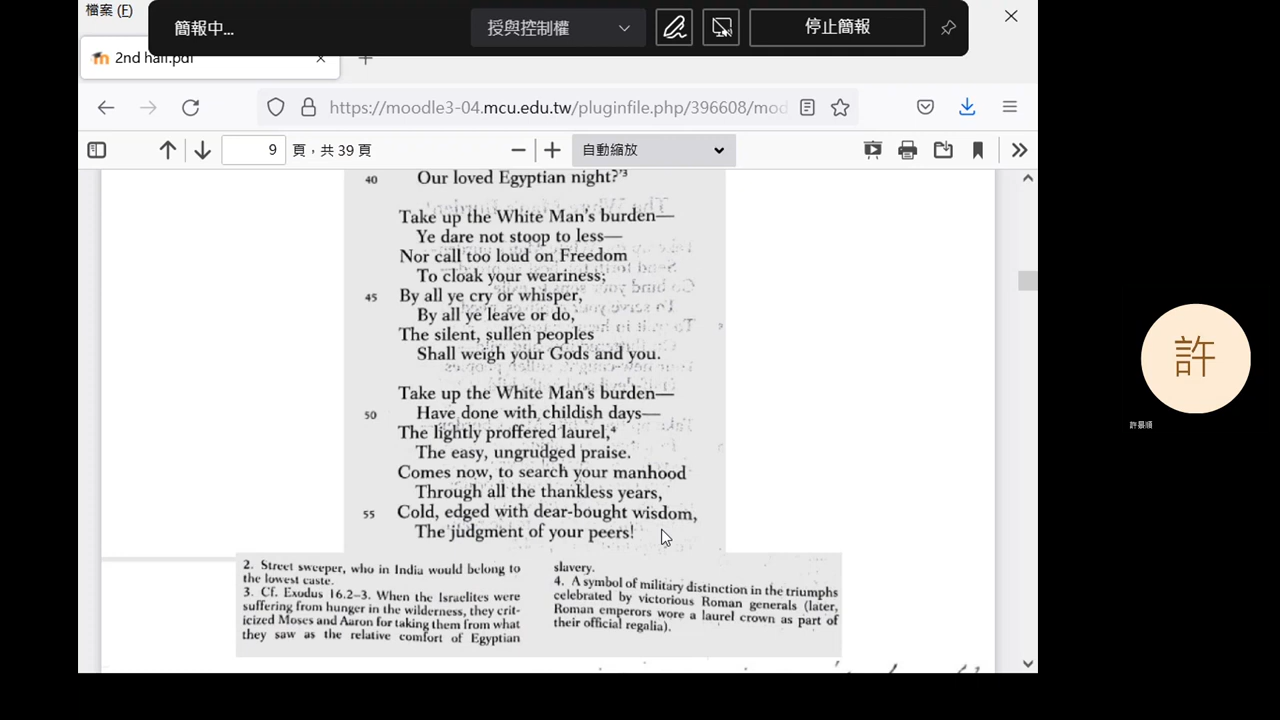 檔案 (F)
簡報中...
授與控制權
停止簡報
2nd half.pdf
https://moodle3-04.mcu.edu.tw/pluginfile.php/396608/mod
9
頁，共 39 頁
自動縮放
40 Our loved Egyptian night?'3
Take up the White Man's burden—
Ye dare not stoop to less—
Nor call too loud on Freedom
To cloak your weariness;
45 By all ye cry or whisper,
By all ye leave or do,
The silent, sullen peoples
Shall weigh your Gods and you.
Take up the White Man's burden—
50 Have done with childish days—
The lightly proffered laurel,4
The easy, ungrudged praise.
Comes now, to search your manhood
Through all the thankless years,
55 Cold, edged with dear-bought wisdom,
The judgment of your peers!
2. Street sweeper, who in India would belong to
the lowest caste.
3. Cf. Exodus 16.2–3. When the Israelites were
suffering from hunger in the wilderness, they crit-
icized Moses and Aaron for taking them from what
they saw as the relative comfort of Egyptian
slavery.
4. A symbol of military distinction in the triumphs
celebrated by victorious Roman generals (later,
Roman emperors wore a laurel crown as part of
their official regalia).
許
許景順